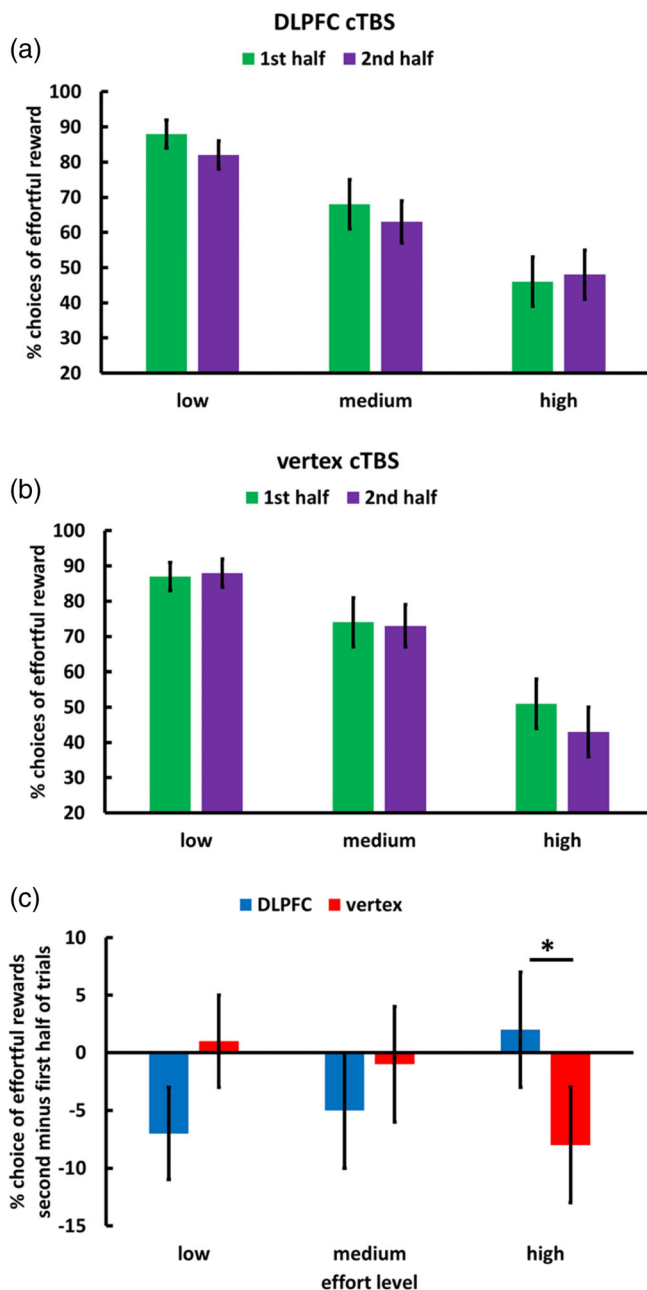 DLPFC cTBS
(a)
1st half 2nd half
% choices of effortful reward
100
90
80
70
60
50
40
30
20
low medium high
vertex cTBS
(b)
1st half 2nd half
% choices of effortful reward
100
90
80
70
60
50
40
30
20
low medium high
(c)
DLPFC vertex
% choice of effortful rewards
second minus first half of trials
10
5
0
-5
-10
-15
*
low medium high
effort level